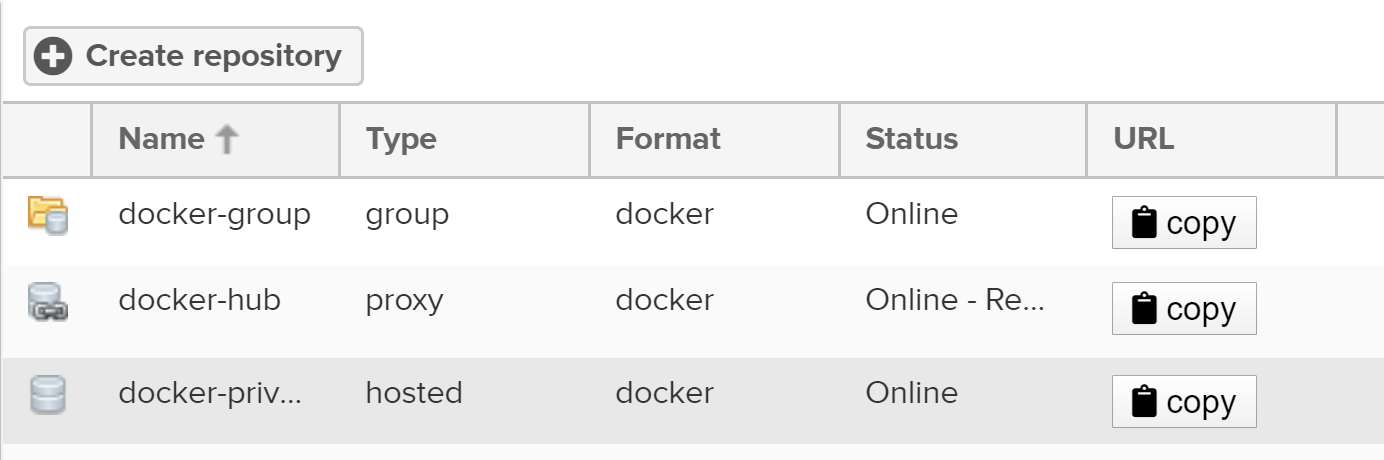 Create repository
Name Type Format Status URL
docker-group group docker Online copy
docker-hub proxy docker Online - Re... copy
docker-priv... hosted docker Online copy